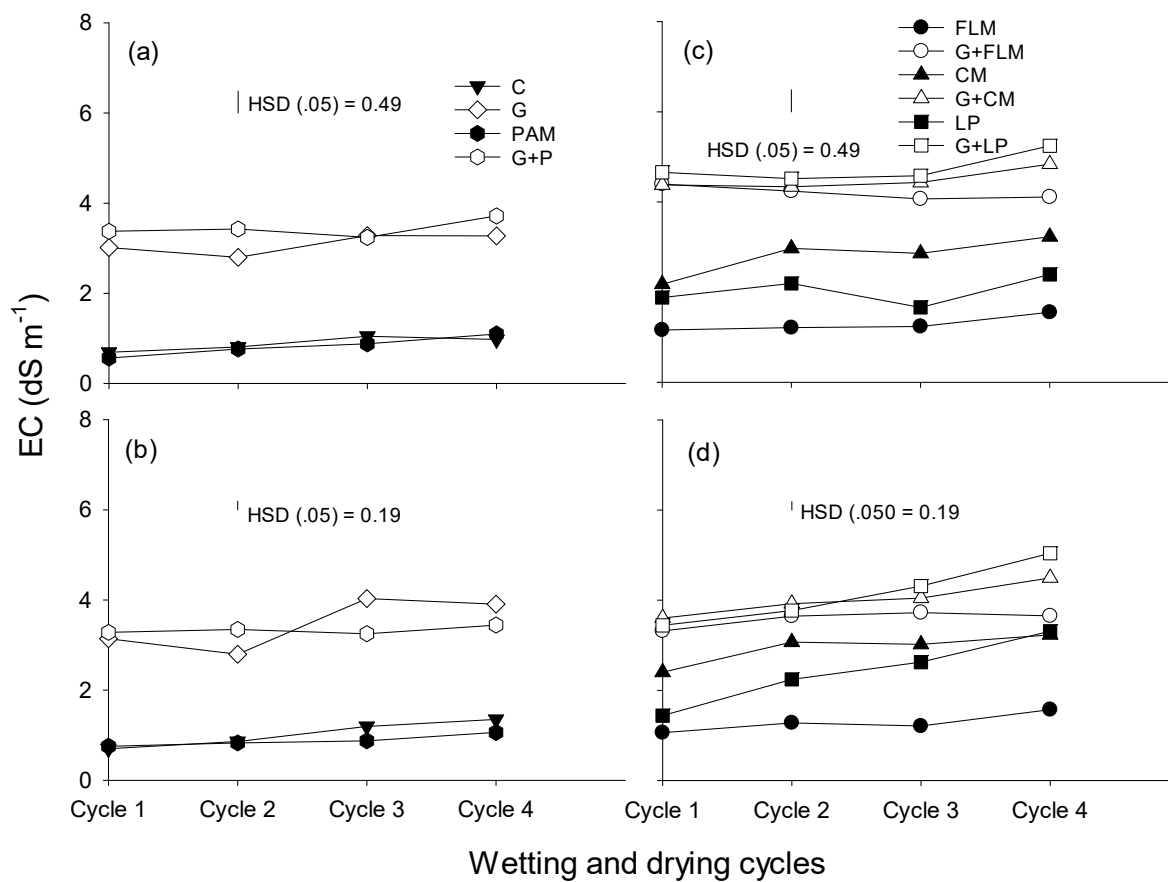 8
6
4
2
0
(a)
HSD (.05) = 0.49
C
G
PAM
G+P
(c)
HSD (.05) = 0.49
FLM
G+FLM
CM
G+CM
LP
G+LP
EC (dS m⁻¹)
8
6
4
2
0
(b)
HSD (.05) = 0.19
(d)
HSD (.050 = 0.19
Cycle 1 Cycle 2 Cycle 3 Cycle 4
Cycle 1 Cycle 2 Cycle 3 Cycle 4
Wetting and drying cycles